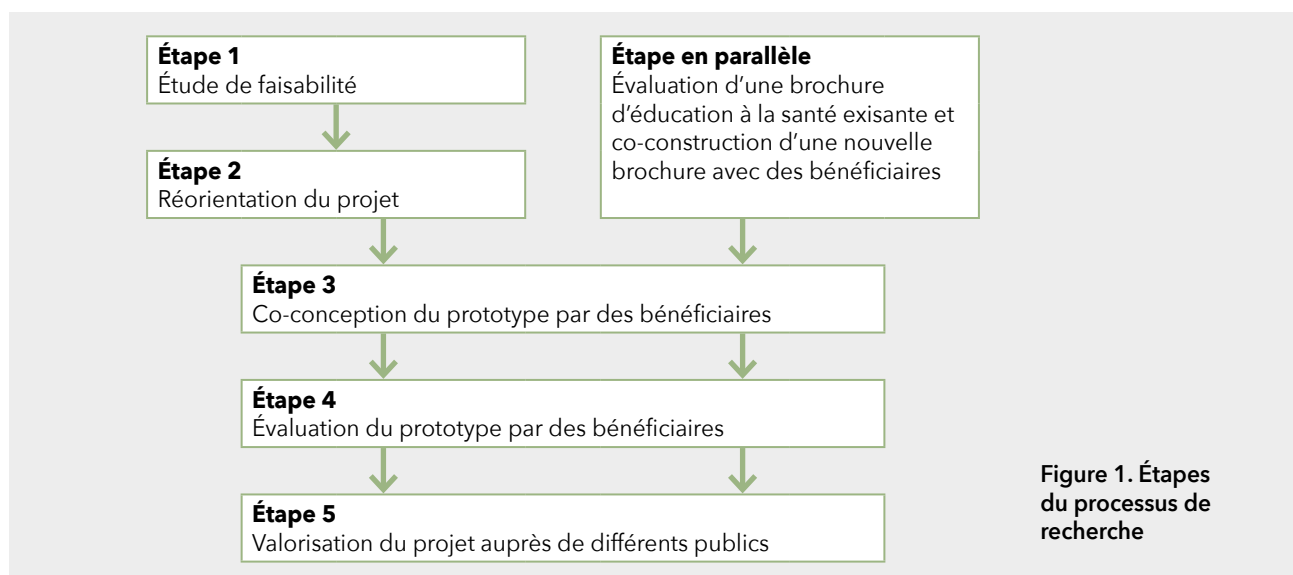 Étape 1
Étude de faisabilité
Étape 2
Réorientation du projet
Étape en parallèle
Évaluation d'une brochure
d'éducation à la santé exisante et
co-construction d'une nouvelle
brochure avec des bénéficiaires
Étape 3
Co-conception du prototype par des bénéficiaires
Étape 4
Évaluation du prototype par des bénéficiaires
Étape 5
Valorisation du projet auprès de différents publics
Figure 1. Étapes
du processus de
recherche